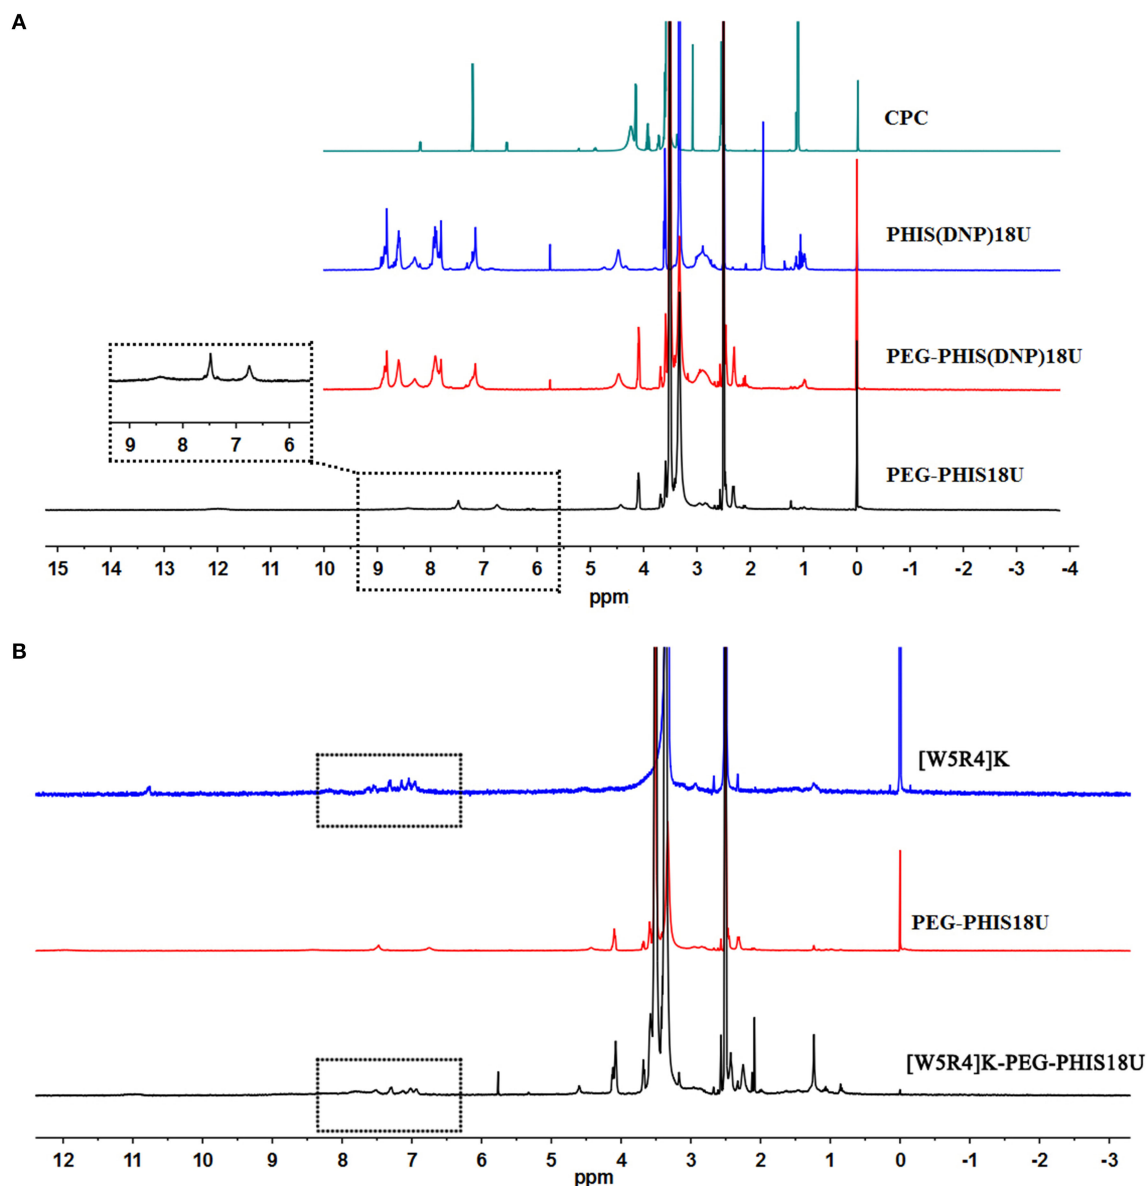 A
CPC
PHIS(DNP)18U
PEG-PHIS(DNP)18U
9 8 7 6
PEG-PHIS18U
15 14 13 12 11 10 9 8 7 6 5 4 3 2 1 0 -1 -2 -3 -4
ppm
B
[W5R4]K
PEG-PHIS18U
[W5R4]K-PEG-PHIS18U
12 11 10 9 8 7 6 5 4 3 2 1 0 -1 -2 -3
ppm